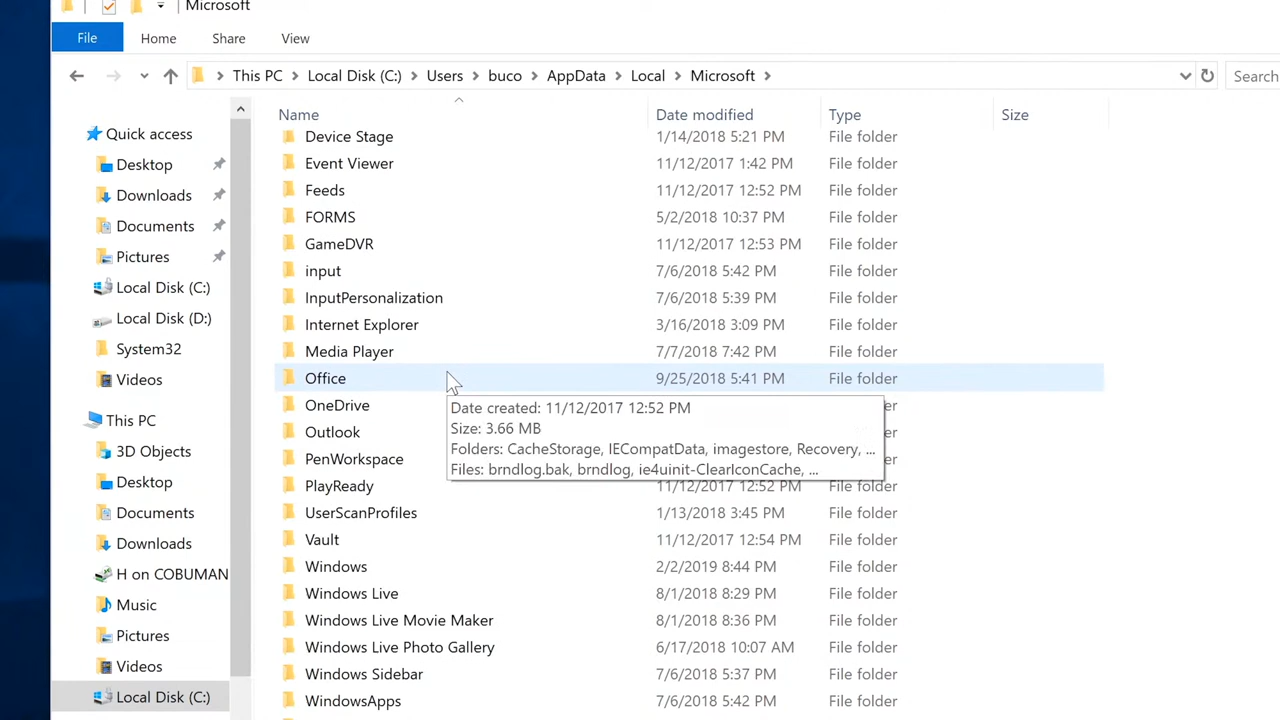 Microsoft
File Home Share View
This PC Local Disk (C:) Users buco AppData Local Microsoft Search
Name Date modified Type Size
Quick access
Desktop
Downloads
Documents
Pictures
Local Disk (C:)
Local Disk (D:)
System32
Videos
This PC
3D Objects
Desktop
Documents
Downloads
H on COBUMAN
Music
Pictures
Videos
Local Disk (C:)
Device Stage 1/14/2018 5:21 PM File folder
Event Viewer 11/12/2017 1:42 PM File folder
Feeds 11/12/2017 12:52 PM File folder
FORMS 5/2/2018 10:37 PM File folder
GameDVR 11/12/2017 12:53 PM File folder
input 7/6/2018 5:42 PM File folder
InputPersonalization 7/6/2018 5:39 PM File folder
Internet Explorer 3/16/2018 3:09 PM File folder
Media Player 7/7/2018 7:42 PM File folder
Office 9/25/2018 5:41 PM File folder
OneDrive er
Outlook er
PenWorkspace er
Date created: 11/12/2017 12:52 PM
Size: 3.66 MB
Folders: CacheStorage, IECompatData, imagestore, Recovery, ...
Files: brndlog.bak, brndlog, ie4uinit-ClearIconCache, ...
PlayReady 11/12/2017 12:52 PM File folder
UserScanProfiles 1/13/2018 3:45 PM File folder
Vault 11/12/2017 12:54 PM File folder
Windows 2/2/2019 8:44 PM File folder
Windows Live 8/1/2018 8:29 PM File folder
Windows Live Movie Maker 8/1/2018 8:36 PM File folder
Windows Live Photo Gallery 6/17/2018 10:07 AM File folder
Windows Sidebar 7/6/2018 5:37 PM File folder
WindowsApps 7/6/2018 5:42 PM File folder